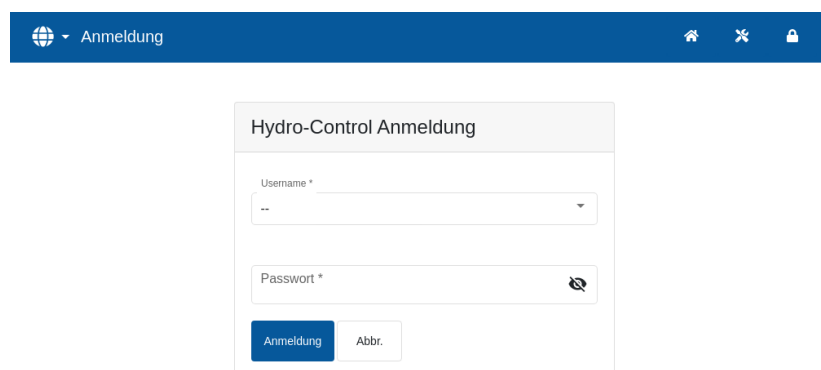 Anmeldung
Hydro-Control Anmeldung
Username *
--
Passwort *
Anmeldung Abbr.